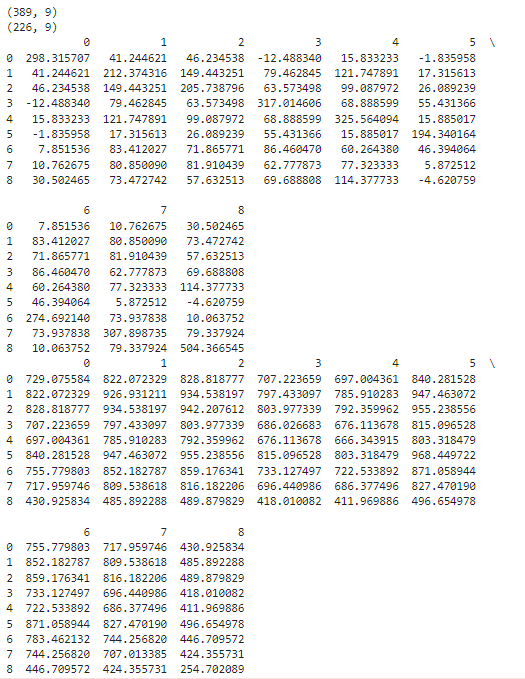 (389, 9)
(226, 9)
0 1 2 3 4 5 \
0 298.315707 41.244621 46.234538 -12.488340 15.833233 -1.835958
1 41.244621 212.374316 149.443251 79.462845 121.747891 17.315613
2 46.234538 149.443251 205.738796 63.573498 99.087972 26.089239
3 -12.488340 79.462845 63.573498 317.014606 68.888599 55.431366
4 15.833233 121.747891 99.087972 68.888599 325.564094 15.885017
5 -1.835958 17.315613 26.089239 55.431366 15.885017 194.340164
6 7.851536 83.412027 71.865771 86.460470 60.264380 46.394064
7 10.762675 80.850090 81.910439 62.777873 77.323333 5.872512
8 30.502465 73.472742 57.632513 69.688808 114.377733 -4.620759
6 7 8
0 7.851536 10.762675 30.502465
1 83.412027 80.850090 73.472742
2 71.865771 81.910439 57.632513
3 86.460470 62.777873 69.688808
4 60.264380 77.323333 114.377733
5 46.394064 5.872512 -4.620759
6 274.692140 73.937838 10.063752
7 73.937838 307.898735 79.337924
8 10.063752 79.337924 504.366545
0 1 2 3 4 5 \
0 729.075584 822.072329 828.818777 707.223659 697.004361 840.281528
1 822.072329 926.931211 934.538197 797.433097 785.910283 947.463072
2 828.818777 934.538197 942.207612 803.977339 792.359962 955.238556
3 707.223659 797.433097 803.977339 686.026683 676.113678 815.096528
4 697.004361 785.910283 792.359962 676.113678 666.343915 803.318479
5 840.281528 947.463072 955.238556 815.096528 803.318479 968.449722
6 755.779803 852.182787 859.176341 733.127497 722.533892 871.058944
7 717.959746 809.538618 816.182206 696.440986 686.377496 827.470190
8 430.925834 485.892288 489.879829 418.010082 411.969886 496.654978
6 7 8
0 755.779803 717.959746 430.925834
1 852.182787 809.538618 485.892288
2 859.176341 816.182206 489.879829
3 733.127497 696.440986 418.010082
4 722.533892 686.377496 411.969886
5 871.058944 827.470190 496.654978
6 783.462132 744.256820 446.709572
7 744.256820 707.013385 424.355731
8 446.709572 424.355731 254.702089